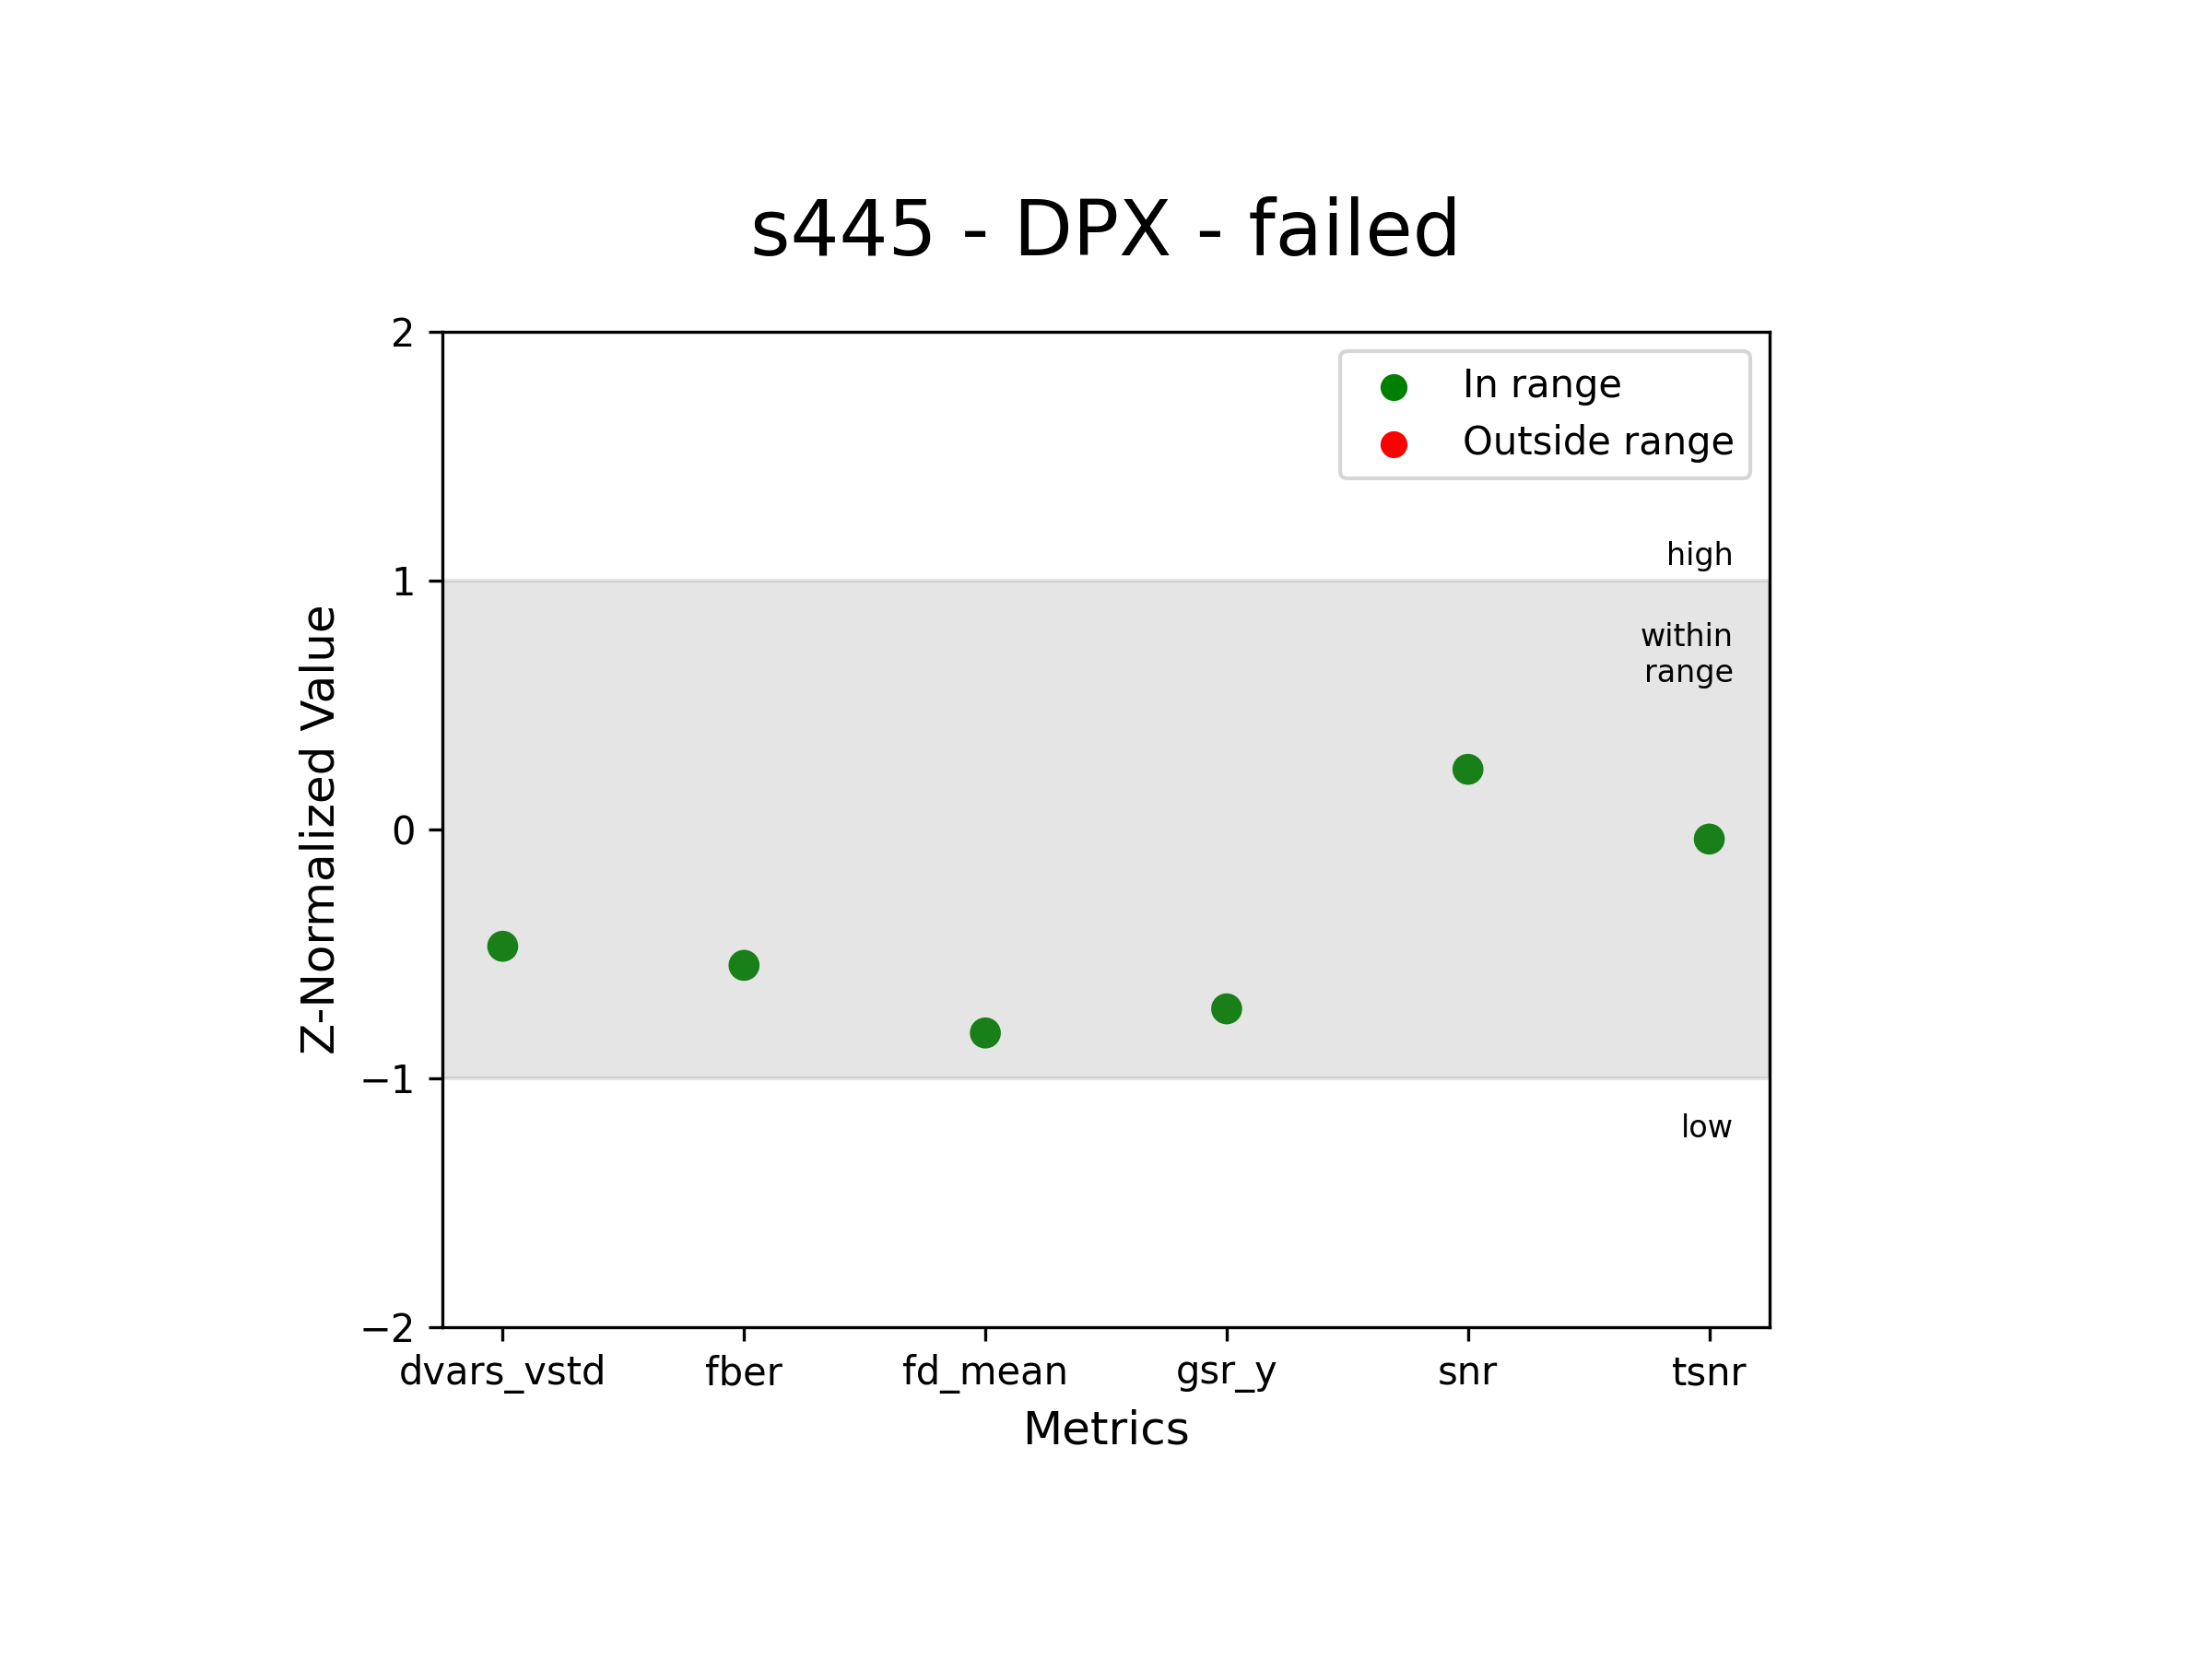 s445 - DPX - failed
2
In range
Outside range
high
1
within
range
Z-Normalized Value
0
−1
low
−2
dvars_vstd fber fd_mean gsr_y snr tsnr
Metrics